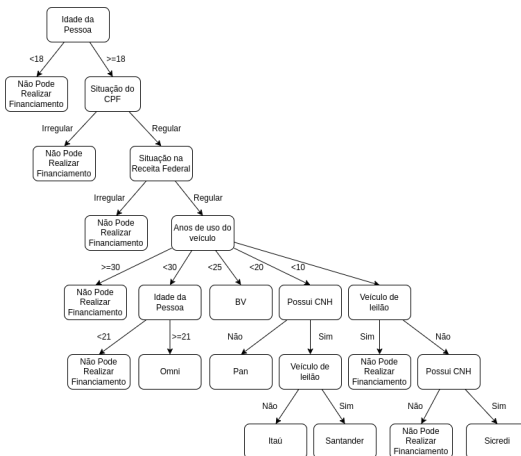 Idade da
Pessoa
<18
>=18
Não Pode
Realizar
Financiamento
Situação do
CPF
Irregular
Regular
Não Pode
Realizar
Financiamento
Situação na
Receita Federal
Irregular
Regular
Não Pode
Realizar
Financiamento
Anos de uso do
veículo
>=30
<30
<25
<20
<10
Não Pode
Realizar
Financiamento
Idade da
Pessoa
BV
Possui CNH
Veículo de
leilão
<21
>=21
Não
Sim
Sim
Não
Não Pode
Realizar
Financiamento
Omni
Pan
Veículo de
leilão
Não Pode
Realizar
Financiamento
Possui CNH
Não
Sim
Não
Sim
Itaú
Santander
Não Pode
Realizar
Financiamento
Sicredi